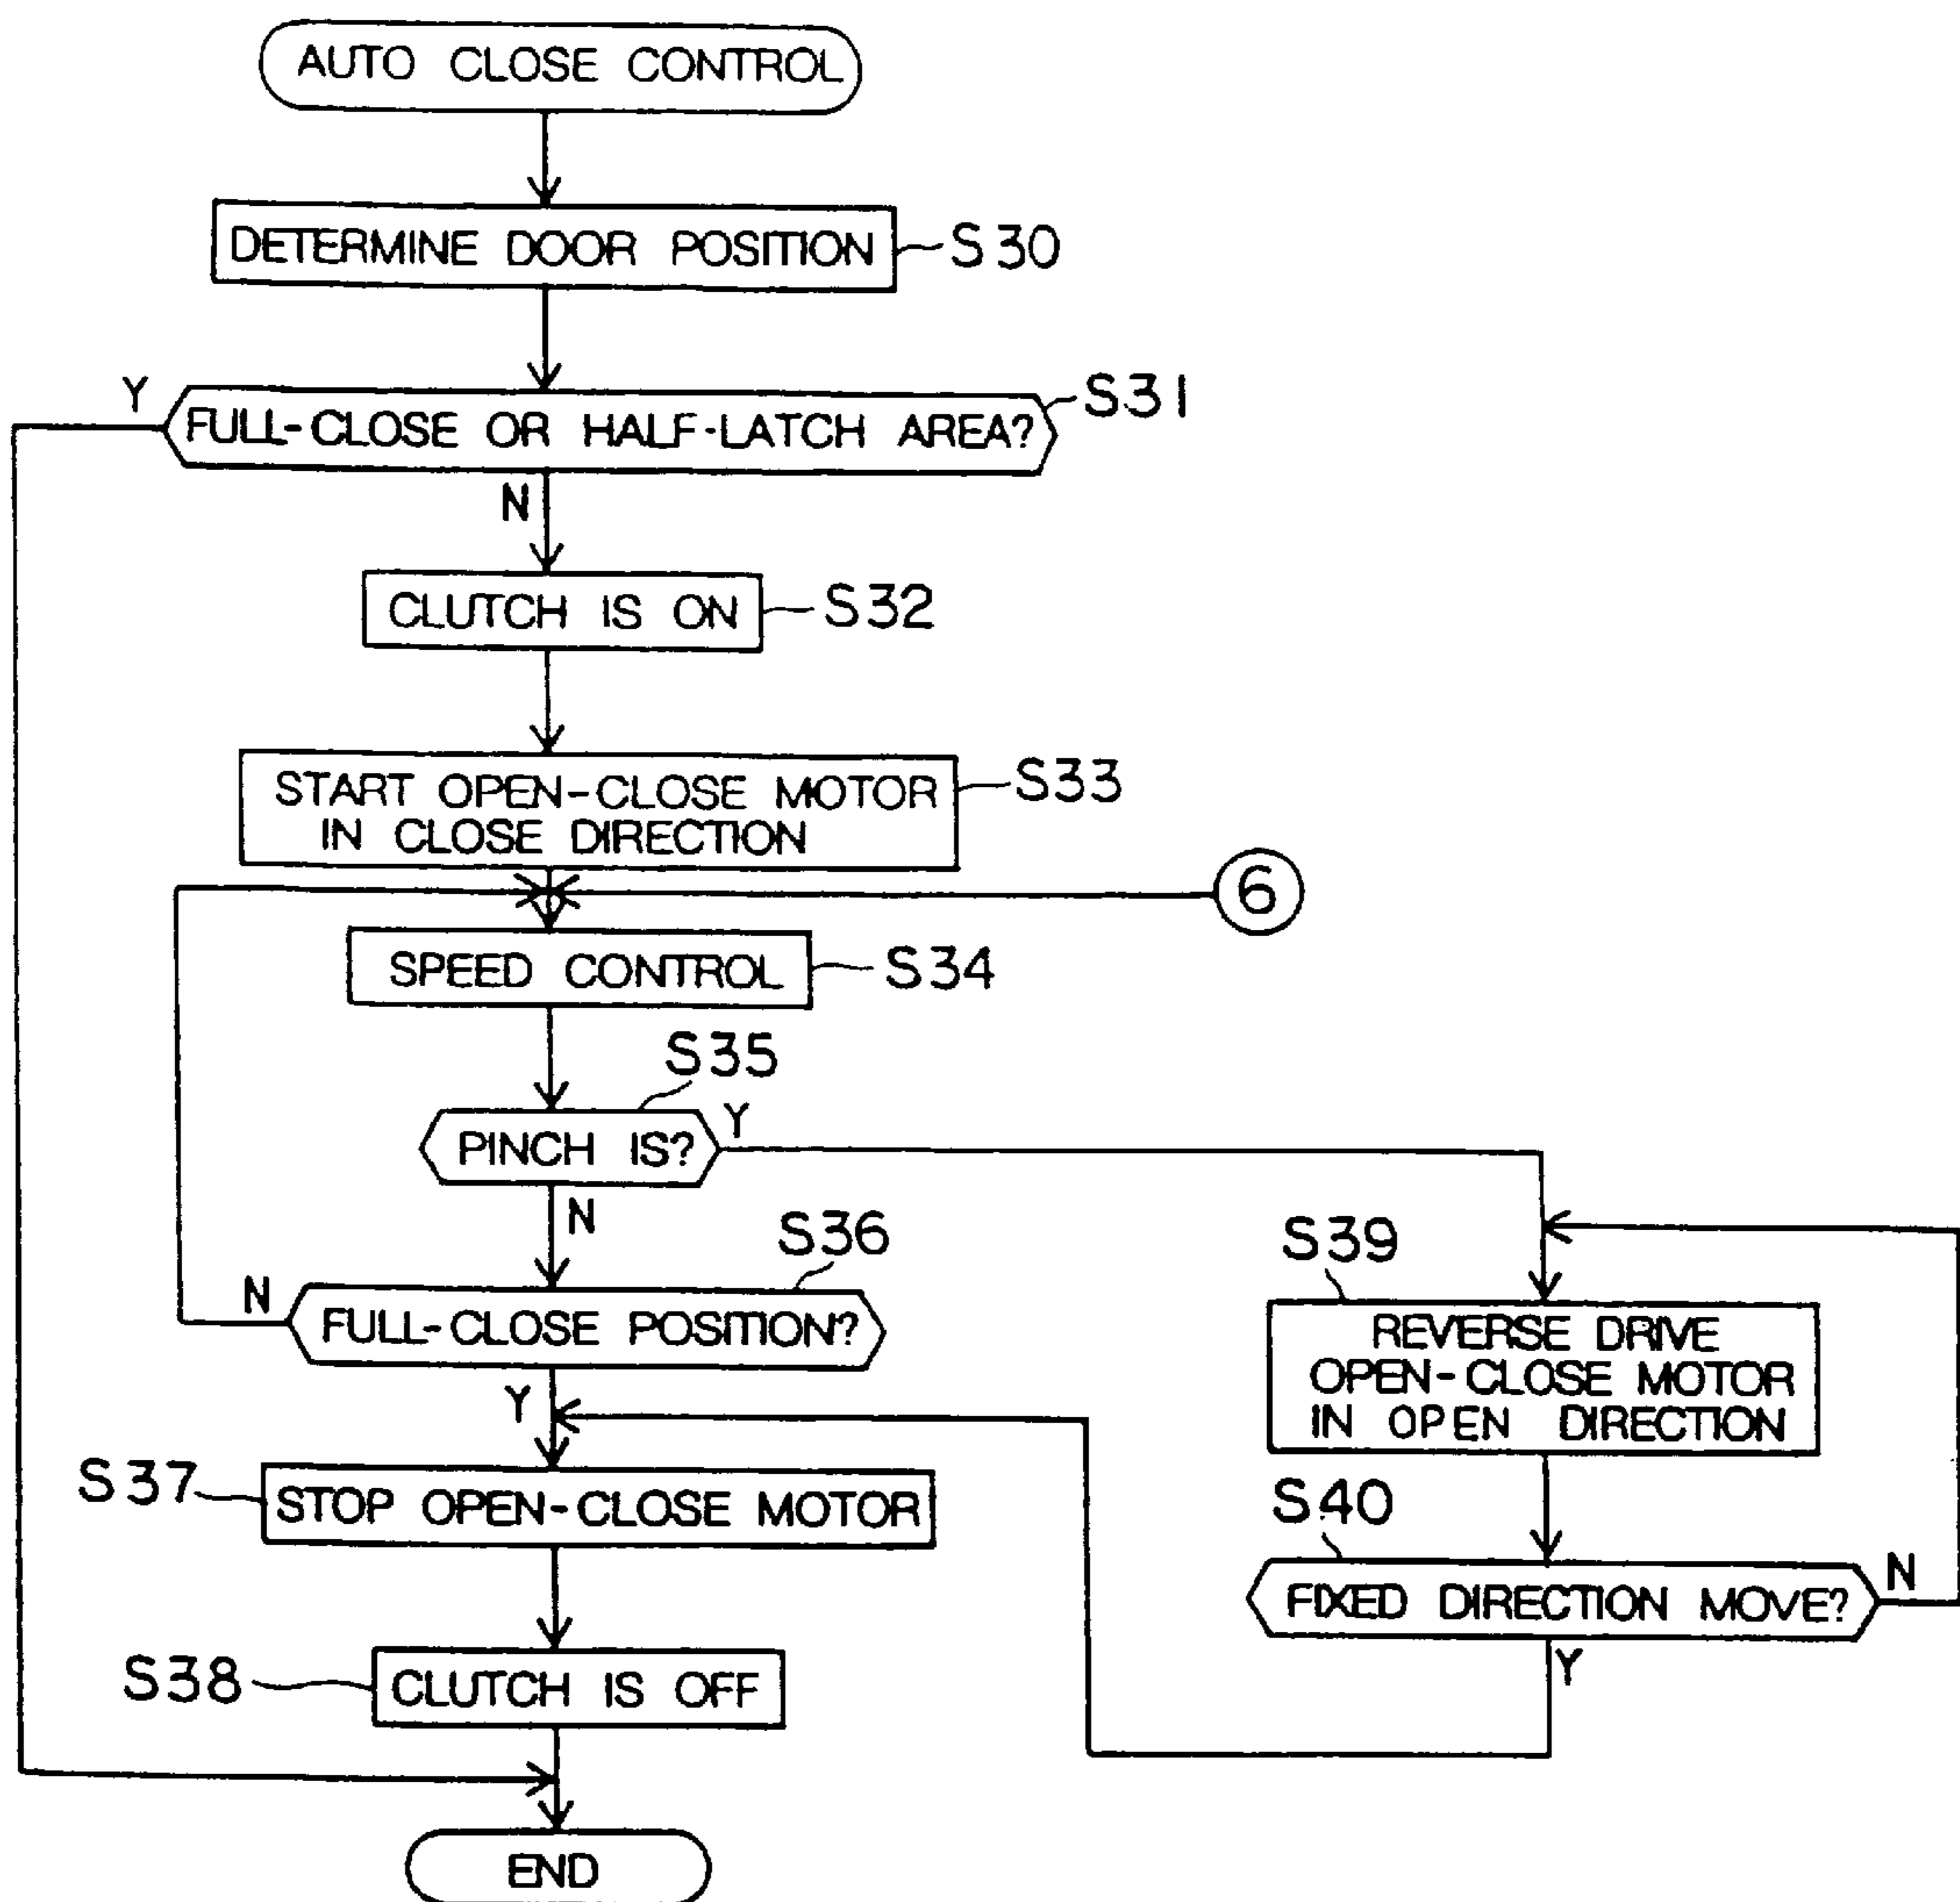 AUTO CLOSE CONTROL
DETERMINE DOOR POSITION
S30
Y
FULL-CLOSE OR HALF-LATCH AREA?
S31
N
CLUTCH IS ON
S32
START OPEN-CLOSE MOTOR
IN CLOSE DIRECTION
S33
6
SPEED CONTROL
S34
S35
PINCH IS?
Y
N
S36
N
FULL-CLOSE POSITION?
Y
S39
REVERSE DRIVE
OPEN-CLOSE MOTOR
IN OPEN DIRECTION
S37
STOP OPEN-CLOSE MOTOR
S40
FIXED DIRECTION MOVE?
N
Y
S38
CLUTCH IS OFF
END